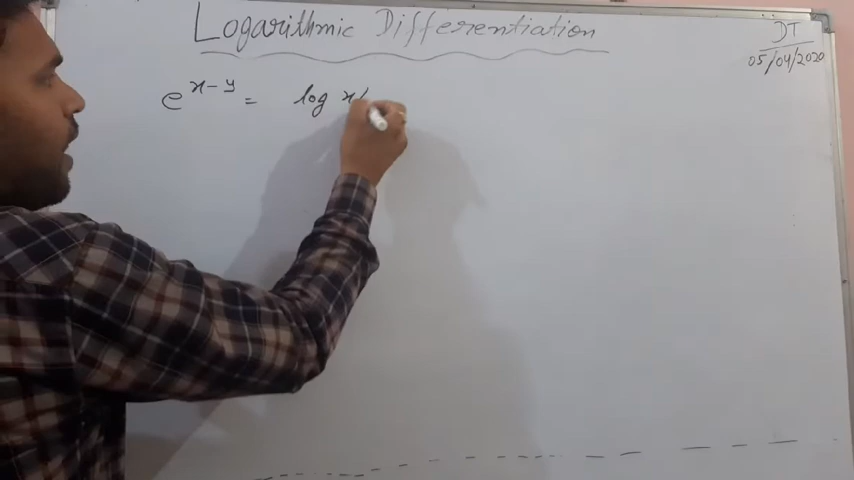 Logarithmic Differentiation
DT
05/04/2020
e^{x-y} = log x/